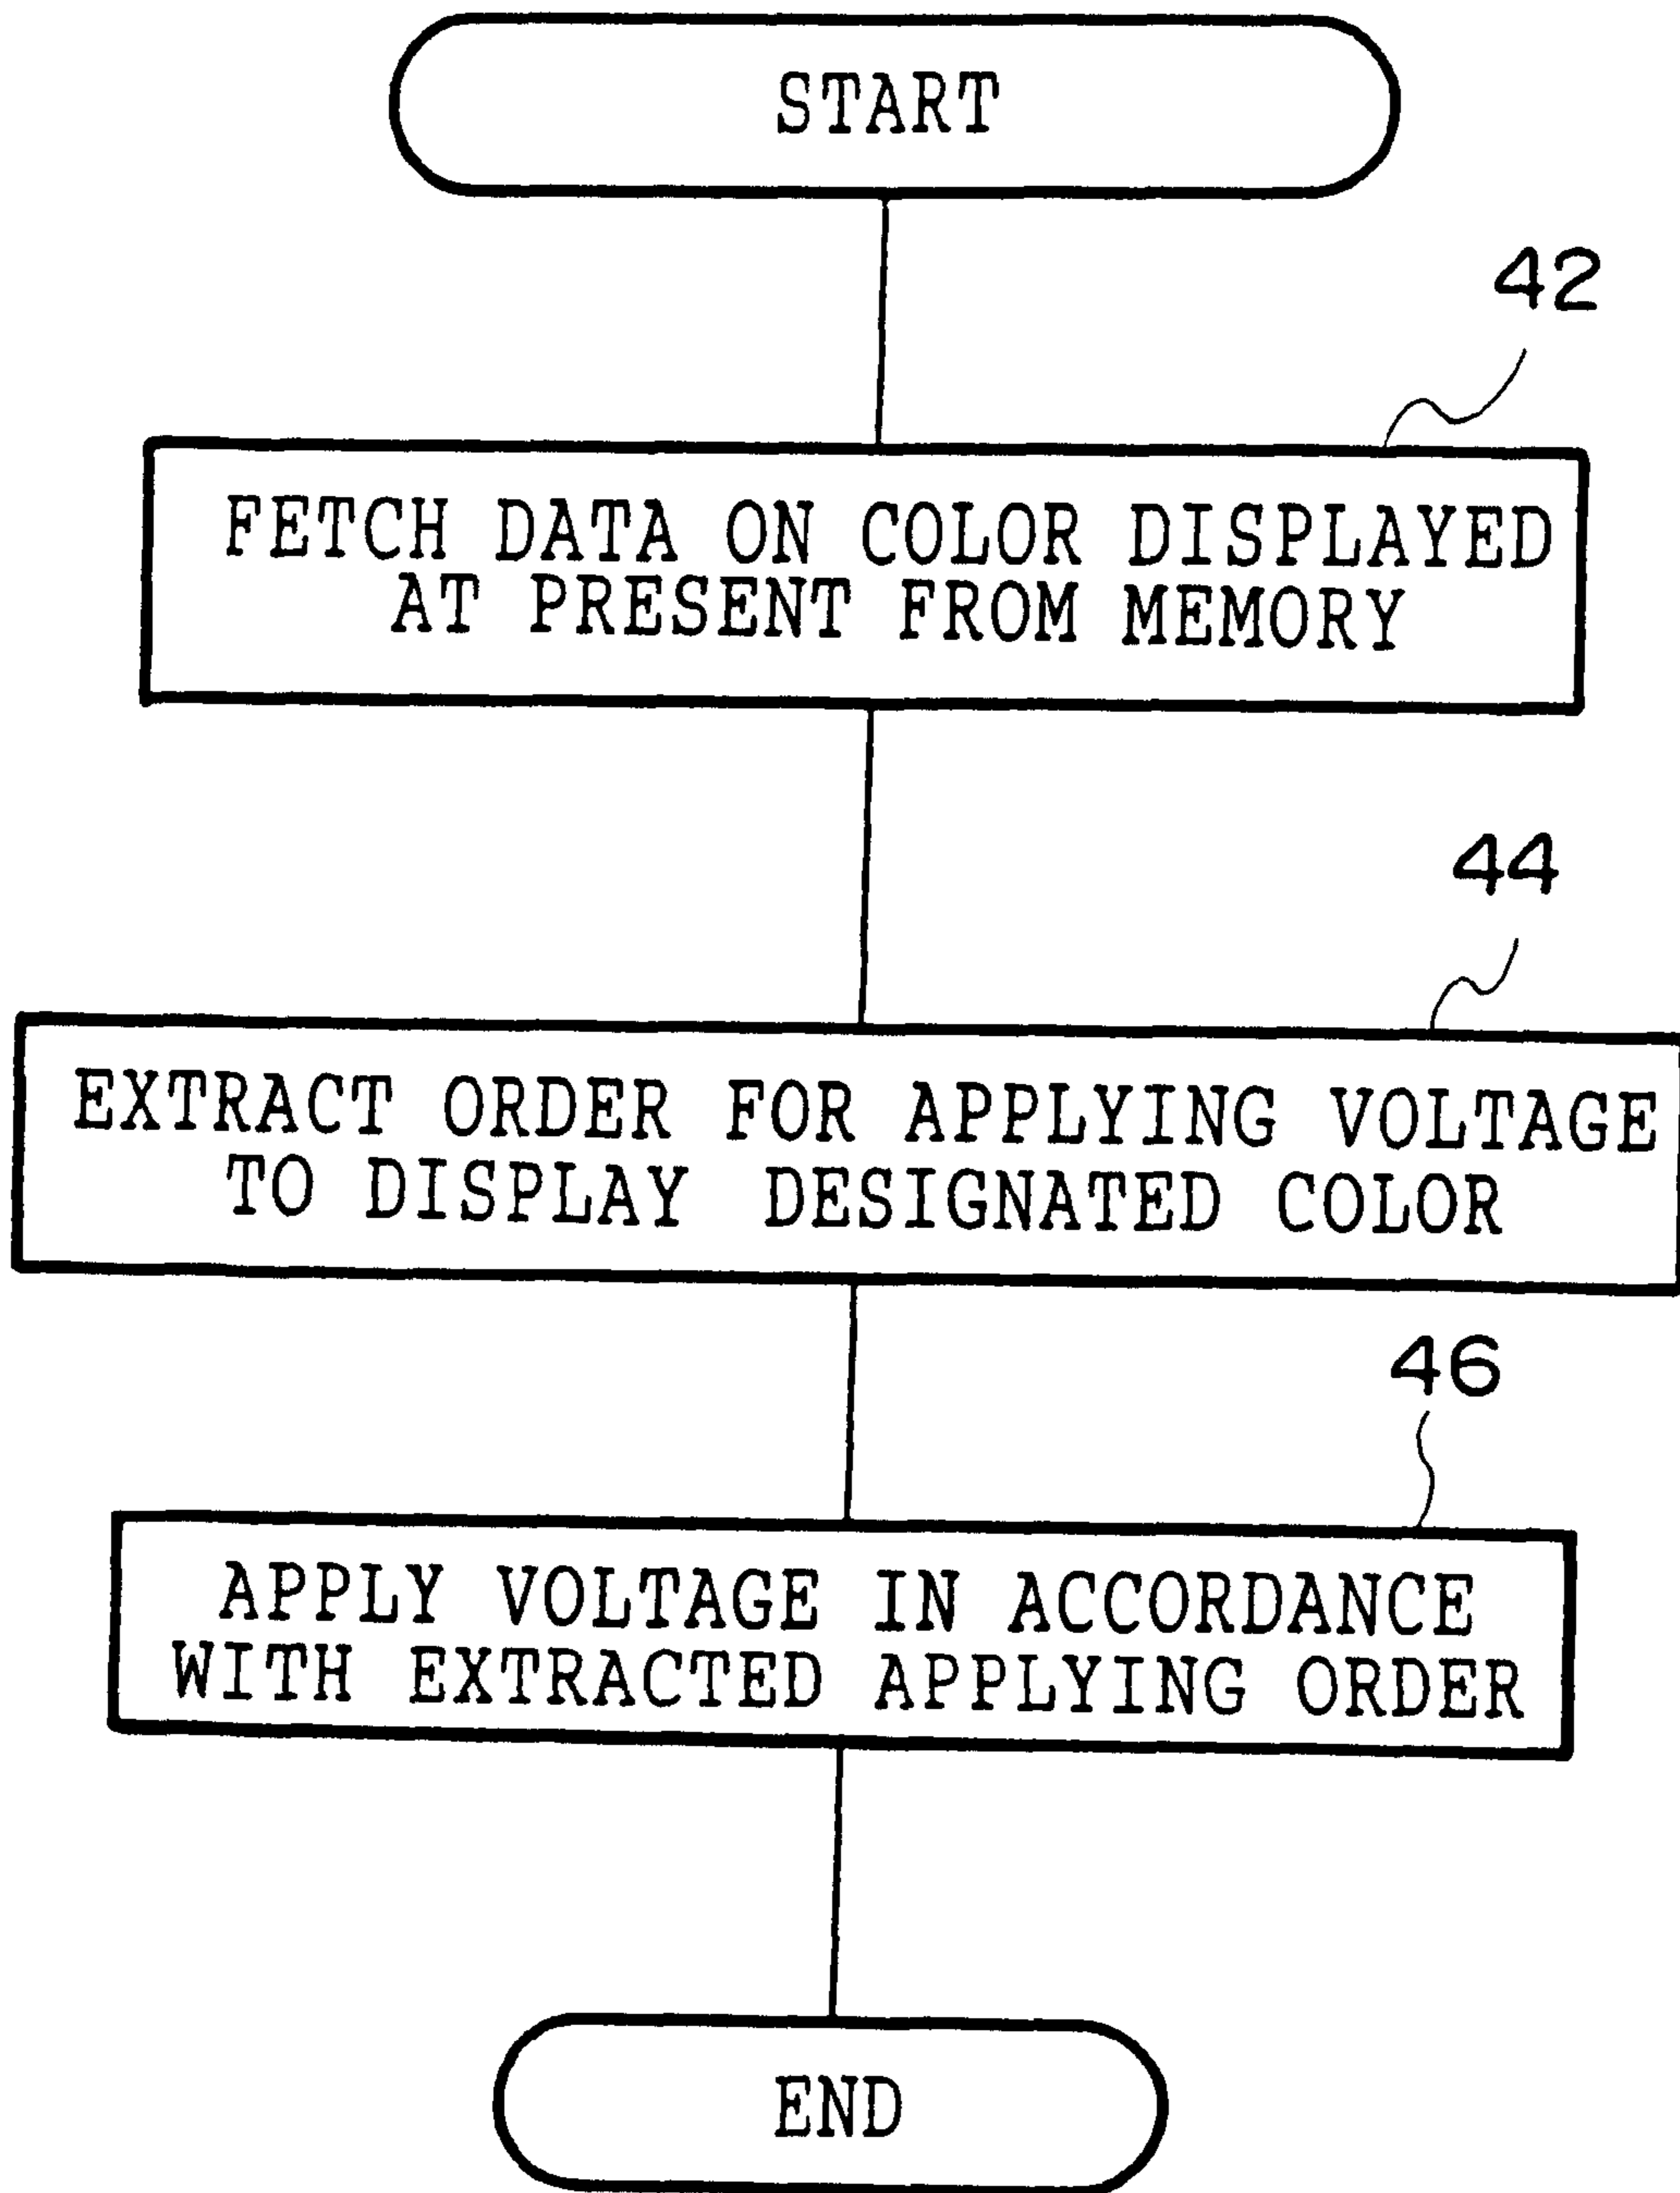 START
42
FETCH DATA ON COLOR DISPLAYED
AT PRESENT FROM MEMORY
44
EXTRACT ORDER FOR APPLYING VOLTAGE
TO DISPLAY DESIGNATED COLOR
46
APPLY VOLTAGE IN ACCORDANCE
WITH EXTRACTED APPLYING ORDER
END